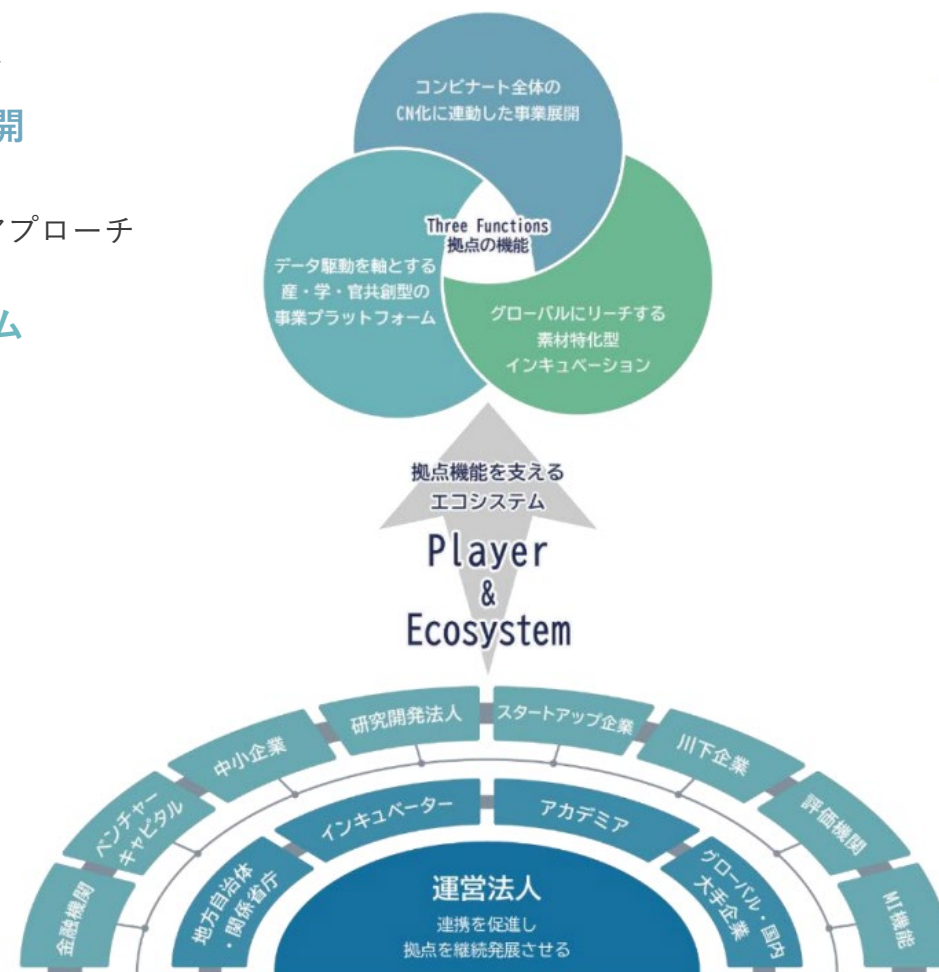 開
アプローチ
ム
コンビナート全体の
CN化に連動した事業展開
Three Functions
拠点の機能
データ駆動を軸とする
産・学・官共創型の
事業プラットフォーム
グローバルにリーチする
素材特化型
インキュベーション
拠点機能を支える
エコシステム
Player
&
Ecosystem
金融機関
ベンチャー
キャピタル
中小企業
研究開発法人
スタートアップ企業
川下企業
評価機関
MI機能
地方自治体
・関係省庁
インキュベーター
アカデミア
グローバル・国内
大手企業
運営法人
連携を促進し
拠点を継続発展させる